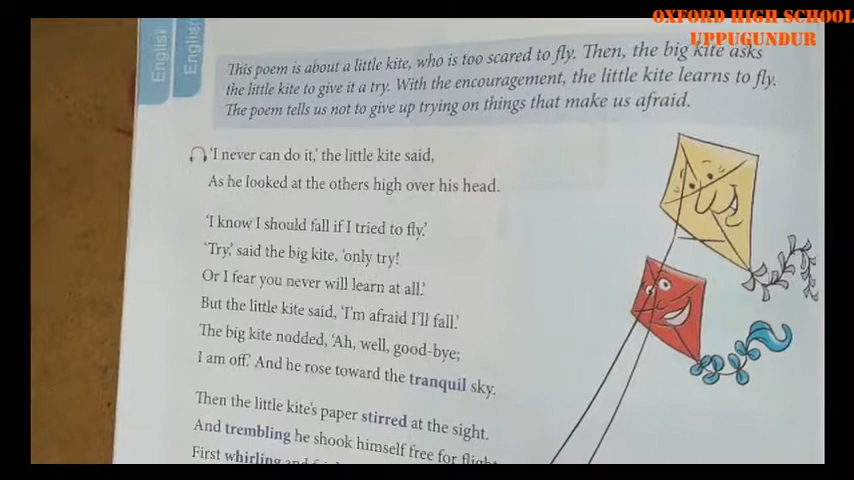 OXFORD HIGH SCHOOL
UPPUGUNDUR
English
English
This poem is about a little kite, who is too scared to fly. Then, the big kite asks
the little kite to give it a try. With the encouragement, the little kite learns to fly.
The poem tells us not to give up trying on things that make us afraid.
'I never can do it,' the little kite said,
As he looked at the others high over his head.
'I know I should fall if I tried to fly.'
'Try,' said the big kite, 'only try!
Or I fear you never will learn at all.'
But the little kite said, 'I'm afraid I'll fall.'
The big kite nodded, 'Ah, well, good-bye;
I am off.' And he rose toward the tranquil sky.
Then the little kite's paper stirred at the sight.
And trembling he shook himself free for flight.
First whirling and